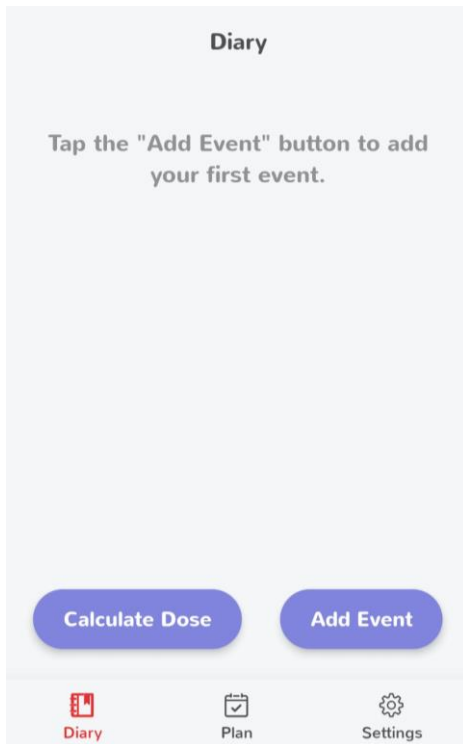 Diary
Tap the "Add Event" button to add
your first event.
Calculate Dose
Add Event
Diary
Plan
Settings